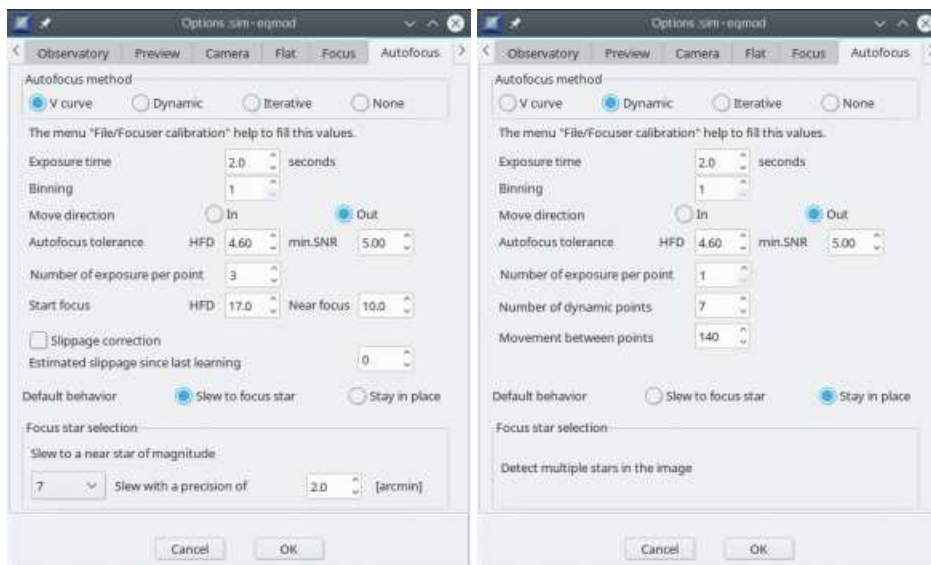 Options :sim-eqmod
Observatory Preview Camera Flat Focus Autofocus
Autofocus method
V curve Dynamic Iterative None
The menu "File/Focuser calibration" help to fill this values.
Exposure time 2.0 seconds
Binning 1
Move direction In Out
Autofocus tolerance HFD 4.60 min.SNR 5.00
Number of exposure per point 3
Start focus HFD 17.0 Near focus 10.0
Slippage correction
Estimated slippage since last learning 0
Default behavior Slew to focus star Stay in place
Focus star selection
Slew to a near star of magnitude
7 Slew with a precision of 2.0 [arcmin]
Cancel OK
Options :sim-eqmod
Observatory Preview Camera Flat Focus Autofocus
Autofocus method
V curve Dynamic Iterative None
The menu "File/Focuser calibration" help to fill this values.
Exposure time 2.0 seconds
Binning 1
Move direction In Out
Autofocus tolerance HFD 4.60 min.SNR 5.00
Number of exposure per point 1
Number of dynamic points 7
Movement between points 140
Default behavior Slew to focus star Stay in place
Focus star selection
Detect multiple stars in the image
Cancel OK